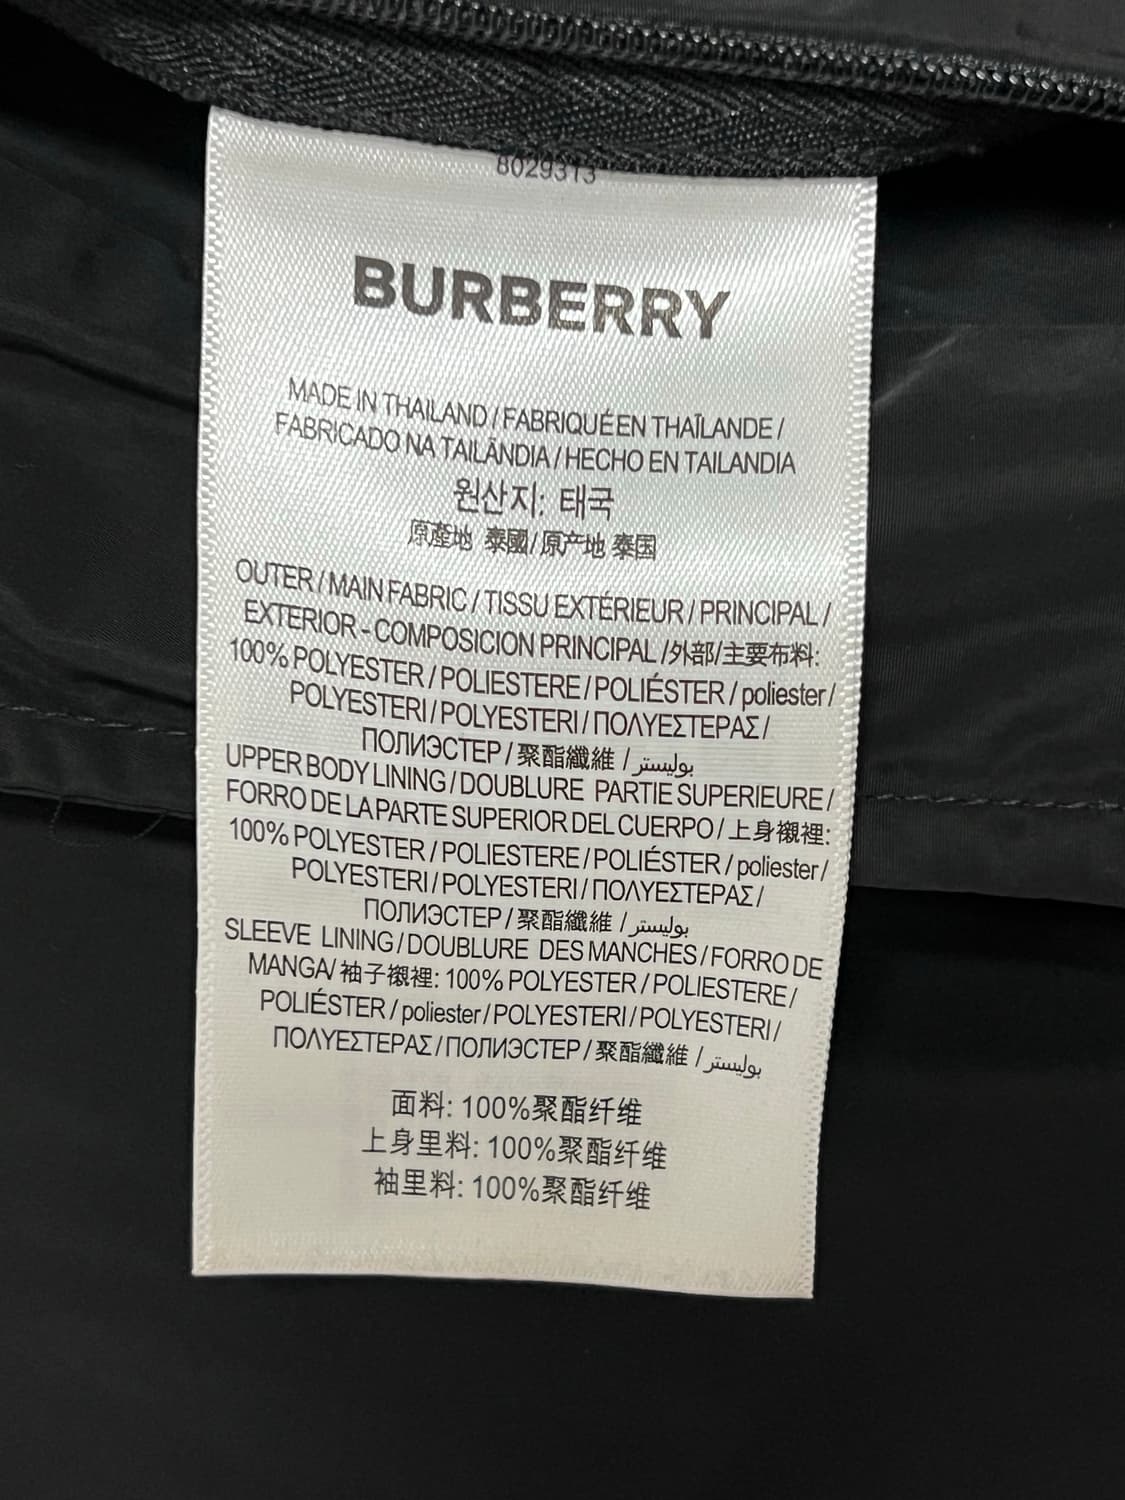 8029313
BURBERRY
MADE IN THAILAND / FABRIQUÉ EN THAÏLANDE /
FABRICADO NA TAILÃNDIA / HECHO EN TAILANDIA
원산지: 태국
原產地 泰國/原产地 泰国
OUTER / MAIN FABRIC / TISSU EXTÉRIEUR / PRINCIPAL /
EXTERIOR - COMPOSICION PRINCIPAL /外部/主要布料:
100% POLYESTER / POLIESTERE / POLIÉSTER / poliester /
POLYESTERI / POLYESTERI / ΠΟΛΥΕΣΤΕΡΑΣ /
ПОЛИЭСТЕР / 聚酯纖維 / بوليستر
UPPER BODY LINING / DOUBLURE PARTIE SUPERIEURE /
FORRO DE LA PARTE SUPERIOR DEL CUERPO / 上身襯裡:
100% POLYESTER / POLIESTERE / POLIÉSTER / poliester /
POLYESTERI / POLYESTERI / ΠΟΛΥΕΣΤΕΡΑΣ /
ПОЛИЭСТЕР / 聚酯纖維 / بوليستر
SLEEVE LINING / DOUBLURE DES MANCHES / FORRO DE
MANGA/ 袖子襯裡: 100% POLYESTER / POLIESTERE /
POLIÉSTER / poliester / POLYESTERI / POLYESTERI /
ΠΟΛΥΕΣΤΕΡΑΣ / ПОЛИЭСТЕР / 聚酯纖維 / بوليستر
面料: 100%聚酯纤维
上身里料: 100%聚酯纤维
袖里料: 100%聚酯纤维